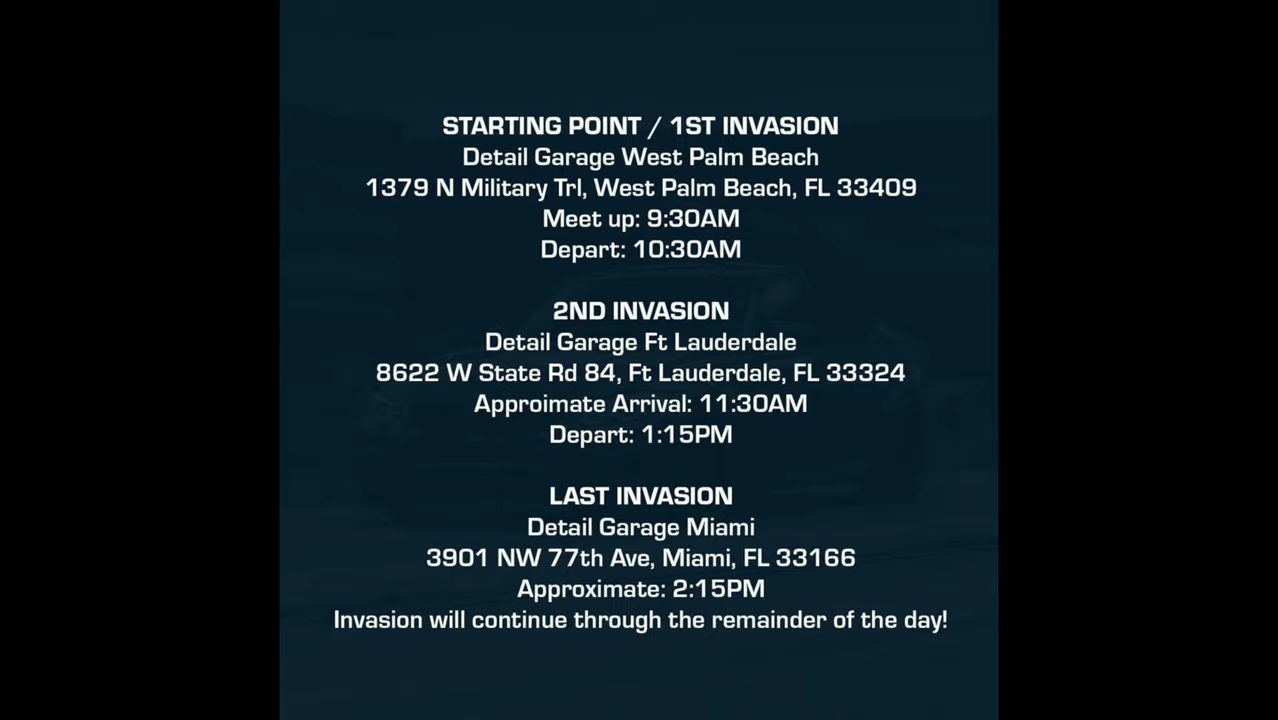 STARTING POINT / 1ST INVASION
Detail Garage West Palm Beach
1379 N Military Trl, West Palm Beach, FL 33409
Meet up: 9:30AM
Depart: 10:30AM
2ND INVASION
Detail Garage Ft Lauderdale
8622 W State Rd 84, Ft Lauderdale, FL 33324
Approimate Arrival: 11:30AM
Depart: 1:15PM
LAST INVASION
Detail Garage Miami
3901 NW 77th Ave, Miami, FL 33166
Approximate: 2:15PM
Invasion will continue through the remainder of the day!